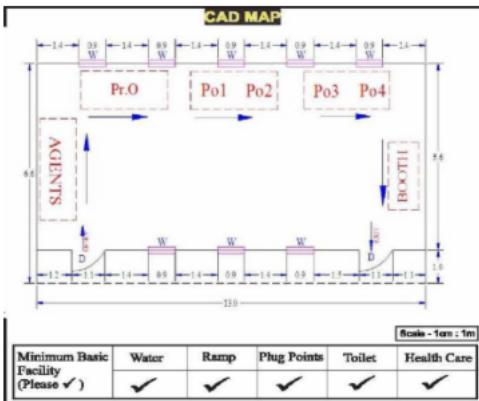 CAD MAP
1.4 0.9 1.4 0.9 1.4 0.9 1.4 0.9 1.4 0.9 1.4
W W W W W
Pr.O Po1 Po2 Po3 Po4
AGENTS
BOOTH
6.6
5.6
W W W
D D
1.2 1.1 1.4 0.9 1.4 0.9 1.4 0.9 1.5 1.1 1.1
1.0
13.0
Scale - 1cm : 1m
Minimum Basic Facility (Please ✓) Water Ramp Plug Points Toilet Health Care
✓ ✓ ✓ ✓ ✓